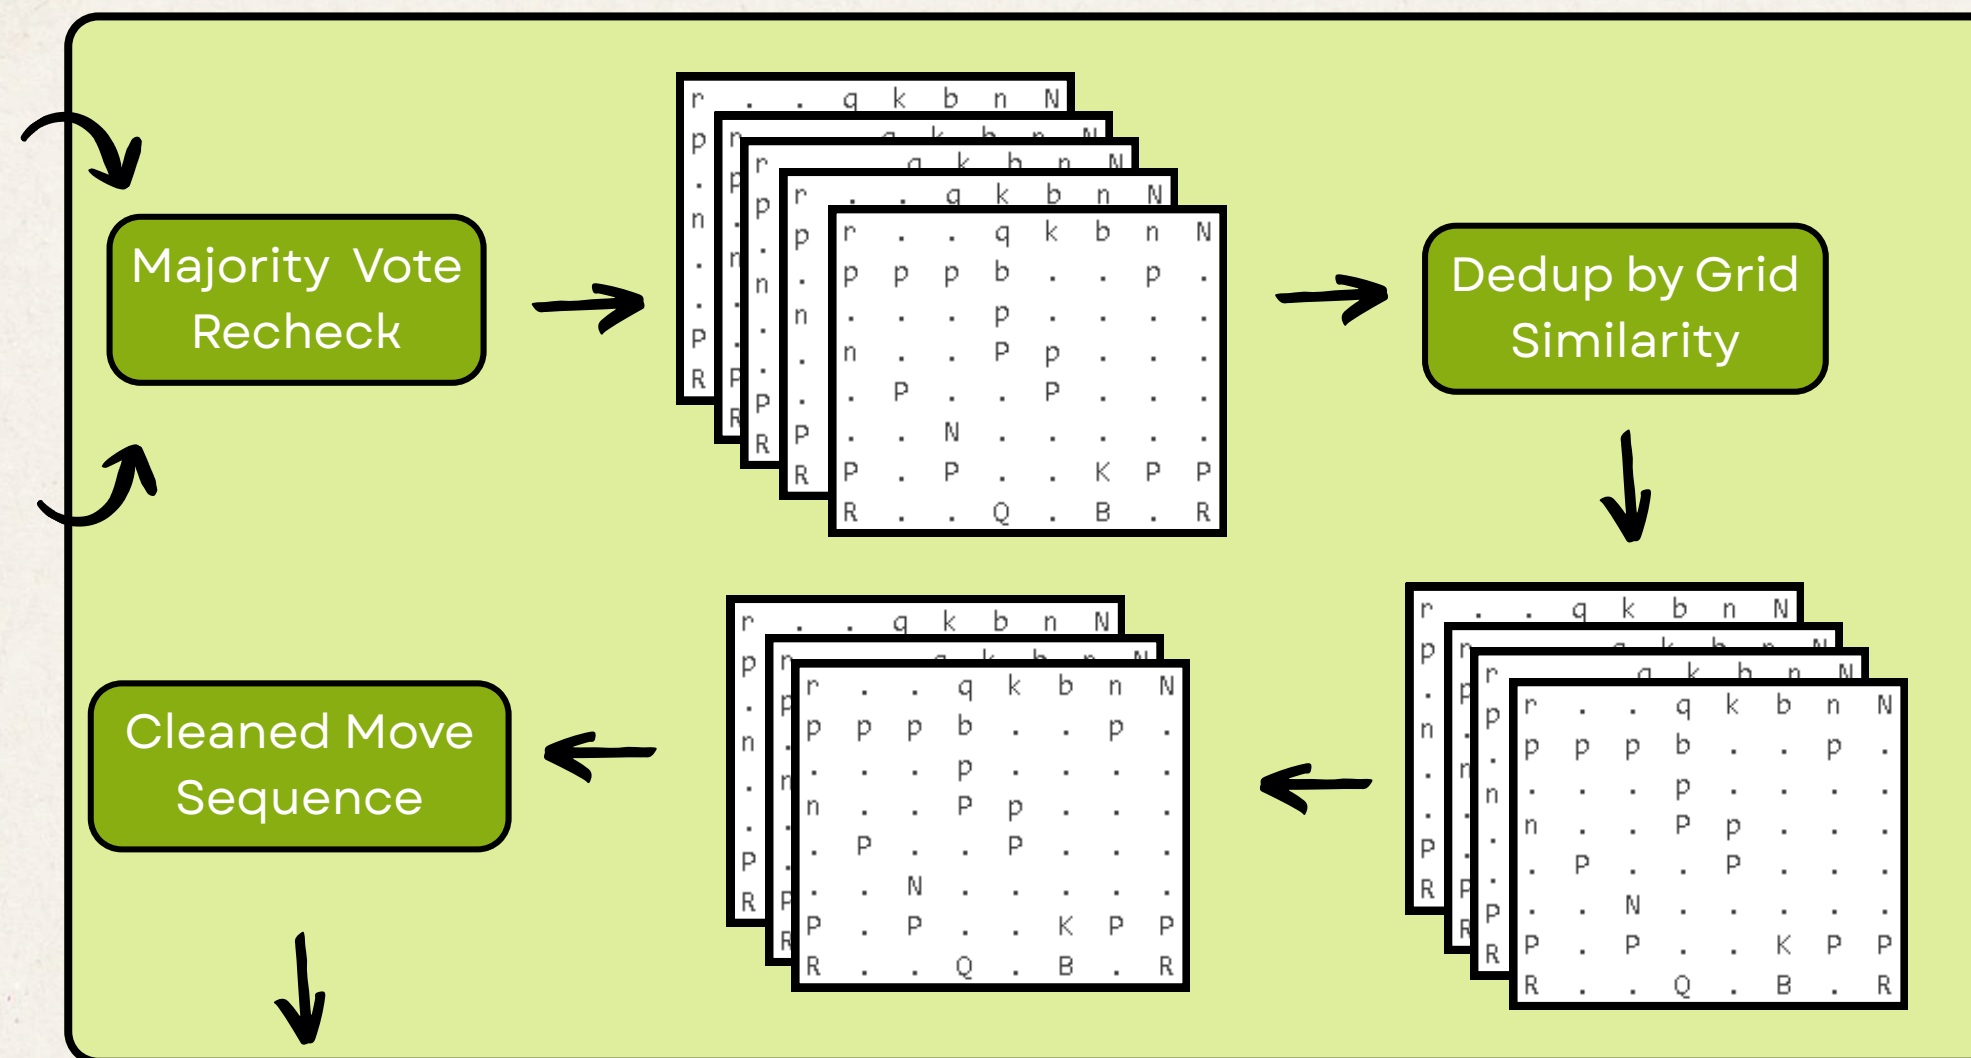 Majority Vote
Recheck
r . . q k b n N
p
.
n
.
.
P
R
r q k b n N
p
.
n
.
.
P
R
r q k b n N
p
.
n
.
.
P
R
r . . q k b n N
p
.
n
.
.
P
R
r . . q k b n N
p p p b . . p .
. . . p . . . .
n . . P p . . .
. P . . P . . .
. . N . . . . .
P . P . . K P P
R . . Q . B . R
Dedup by Grid
Similarity
r . . q k b n N
p
.
n
.
.
P
R
r q k b n N
p
.
n
.
.
P
R
r q k b n N
p
.
n
.
.
P
R
r . . q k b n N
p p p b . . p .
. . . p . . . .
n . . P p . . .
. P . . P . . .
. . N . . . . .
P . P . . K P P
R . . Q . B . R
r . . q k b n N
p
.
n
.
.
P
R
r q k b n N
p
.
n
.
.
P
R
r . . q k b n N
p p p b . . p .
. . . p . . . .
n . . P p . . .
. P . . P . . .
. . N . . . . .
P . P . . K P P
R . . Q . B . R
Cleaned Move
Sequence